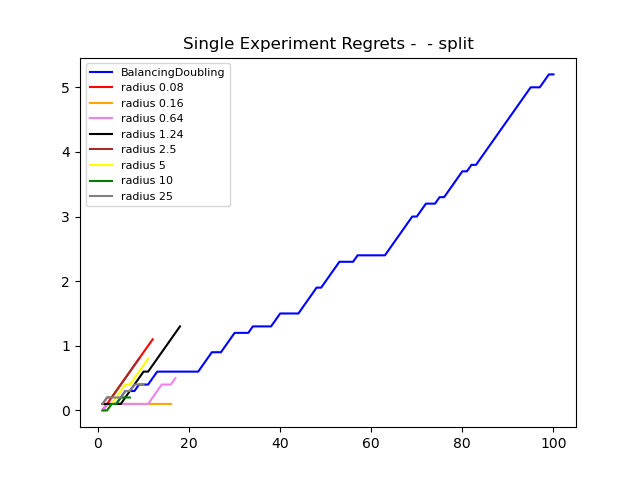 Single Experiment Regrets -  - split
BalancingDoubling
radius 0.08
radius 0.16
radius 0.64
radius 1.24
radius 2.5
radius 5
radius 10
radius 25
5
4
3
2
1
0
0 20 40 60 80 100